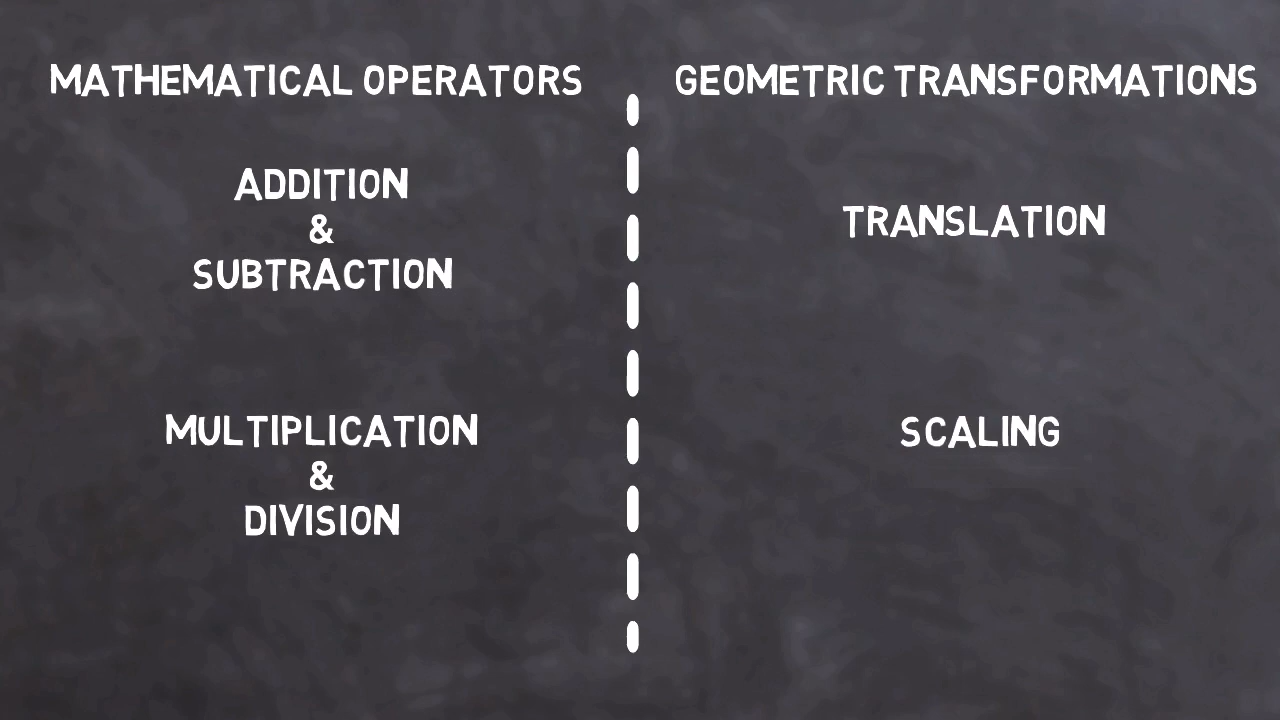 MATHEMATICAL OPERATORS
GEOMETRIC TRANSFORMATIONS
ADDITION
&
SUBTRACTION
TRANSLATION
MULTIPLICATION
&
DIVISION
SCALING